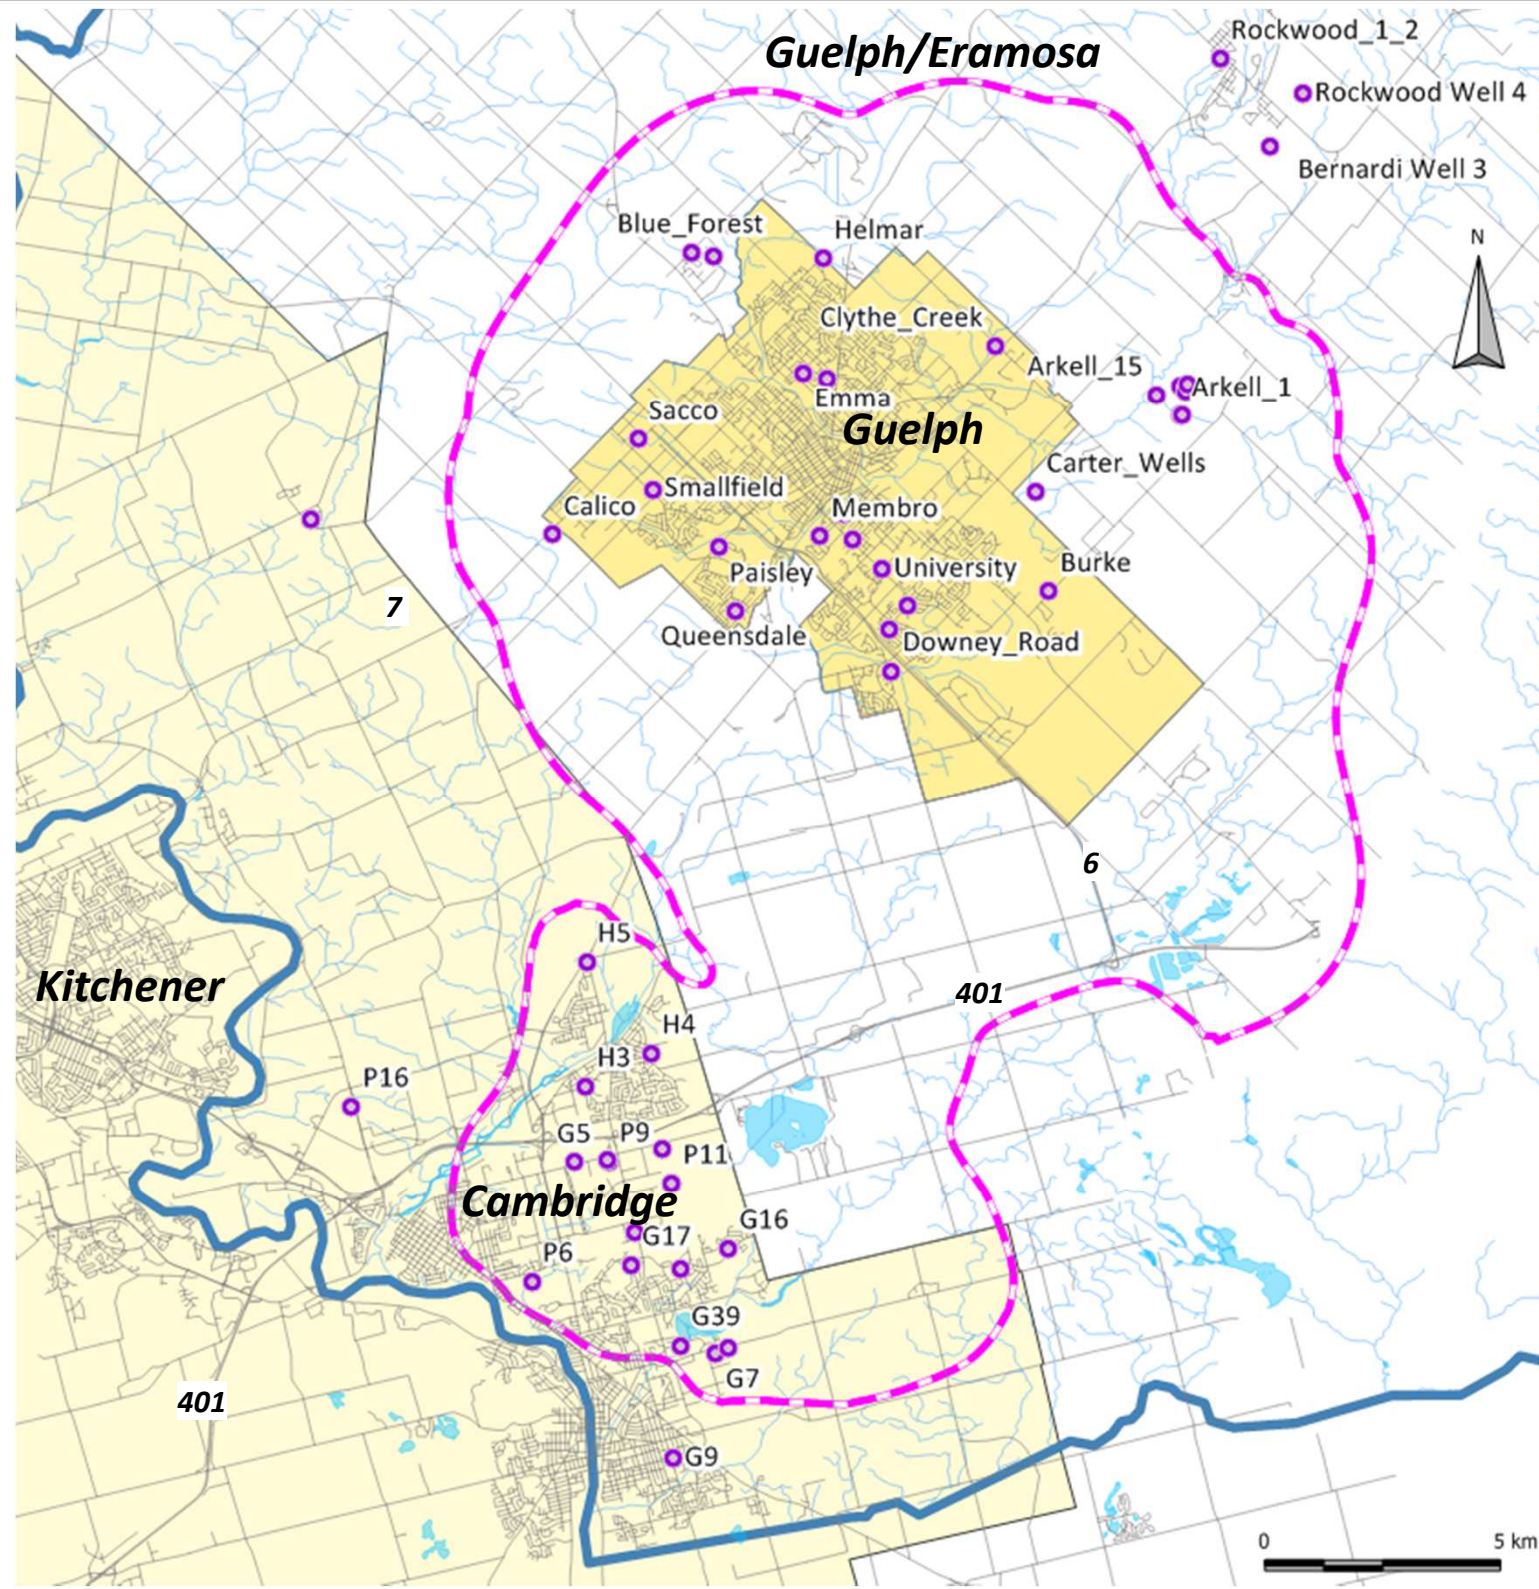 Guelph/Eramosa
Rockwood_1_2
Rockwood Well 4
Bernardi Well 3
Blue_Forest
Helmar
N
Clythe_Creek
Arkell_15
Arkell_1
Emma
Sacco
Guelph
Carter_Wells
Smallfield
Calico
Membro
University
Burke
Paisley
7
Queensdale
Downey_Road
6
H5
Kitchener
401
H4
H3
P16
G5
P9
P11
Cambridge
G16
G17
P6
G39
G7
401
G9
0
5 km